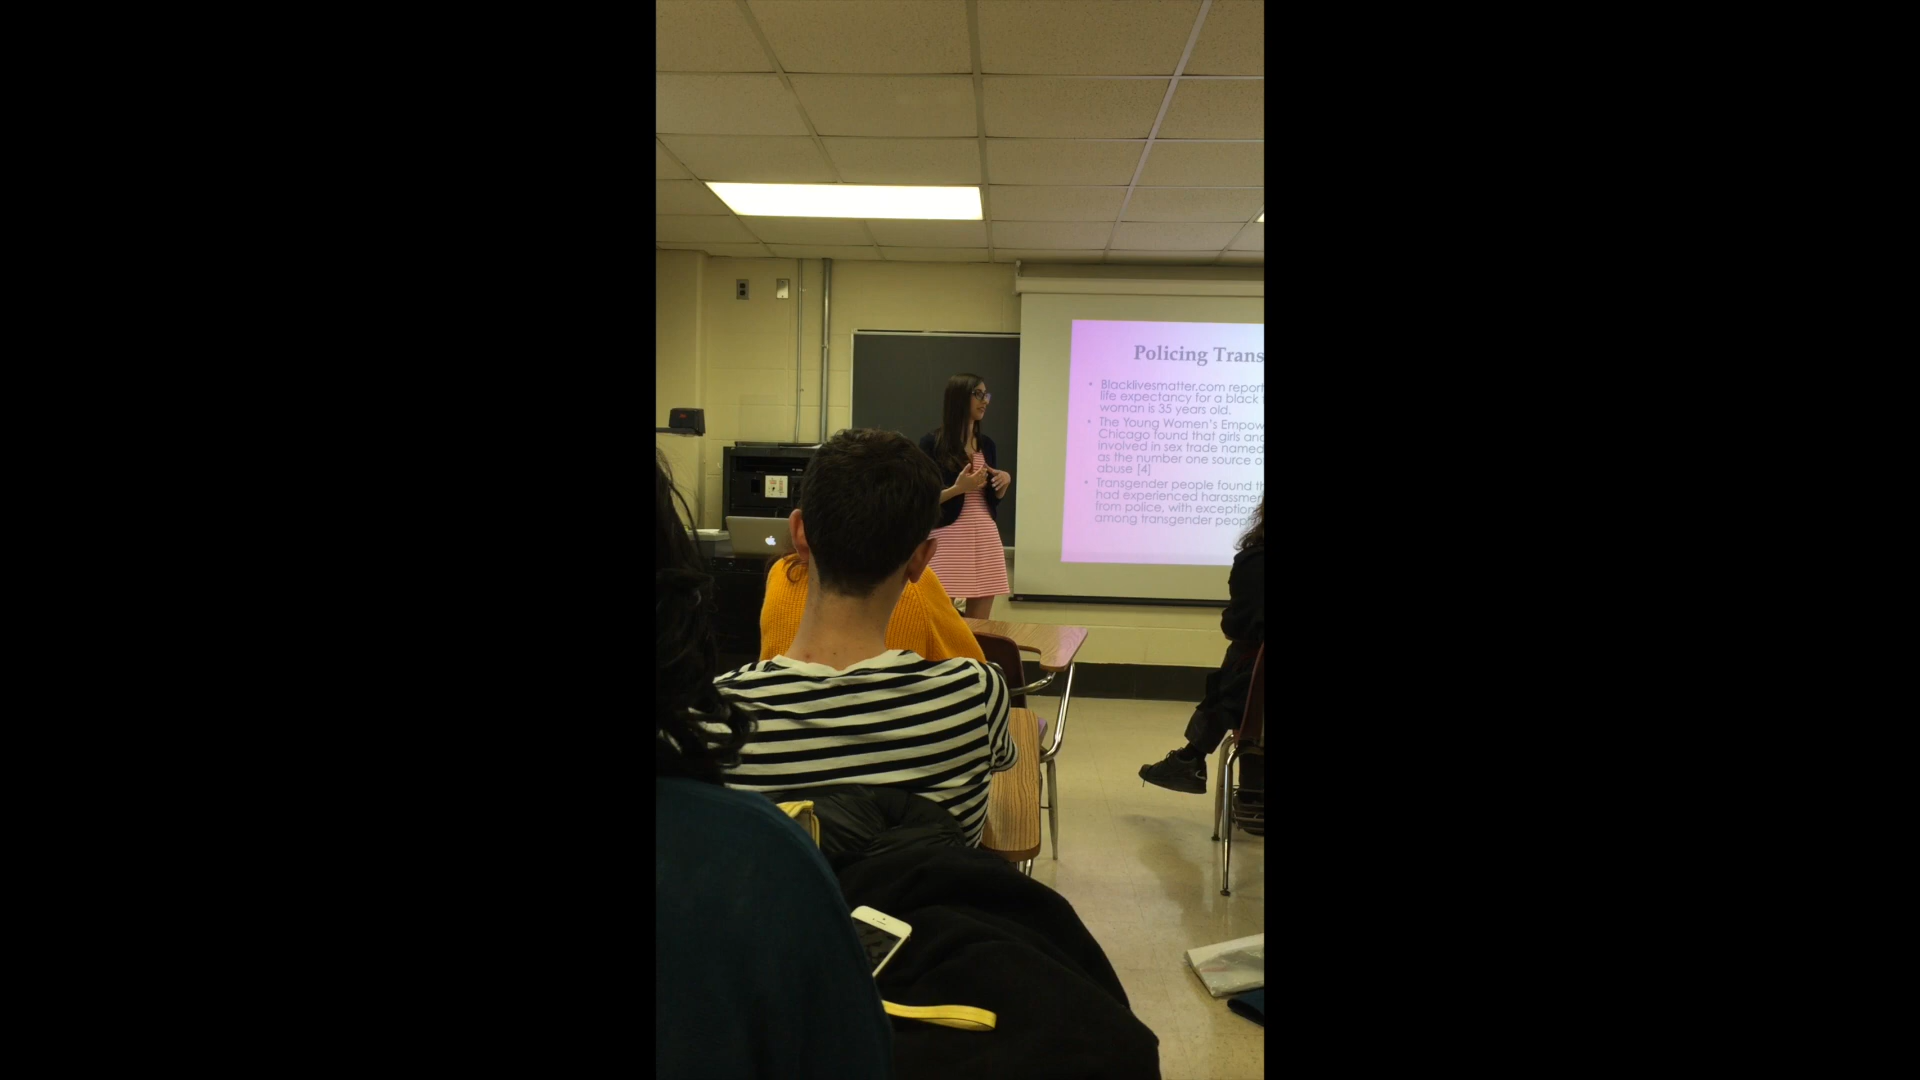 Policing Trans
• Blacklivesmatter.com report
life expectancy for a black
woman is 35 years old.
• The Young Women's Empow
Chicago found that girls and
involved in sex trade named
as the number one source o
abuse [4]
• Transgender people found th
had experienced harassmen
from police, with exception
among transgender peop